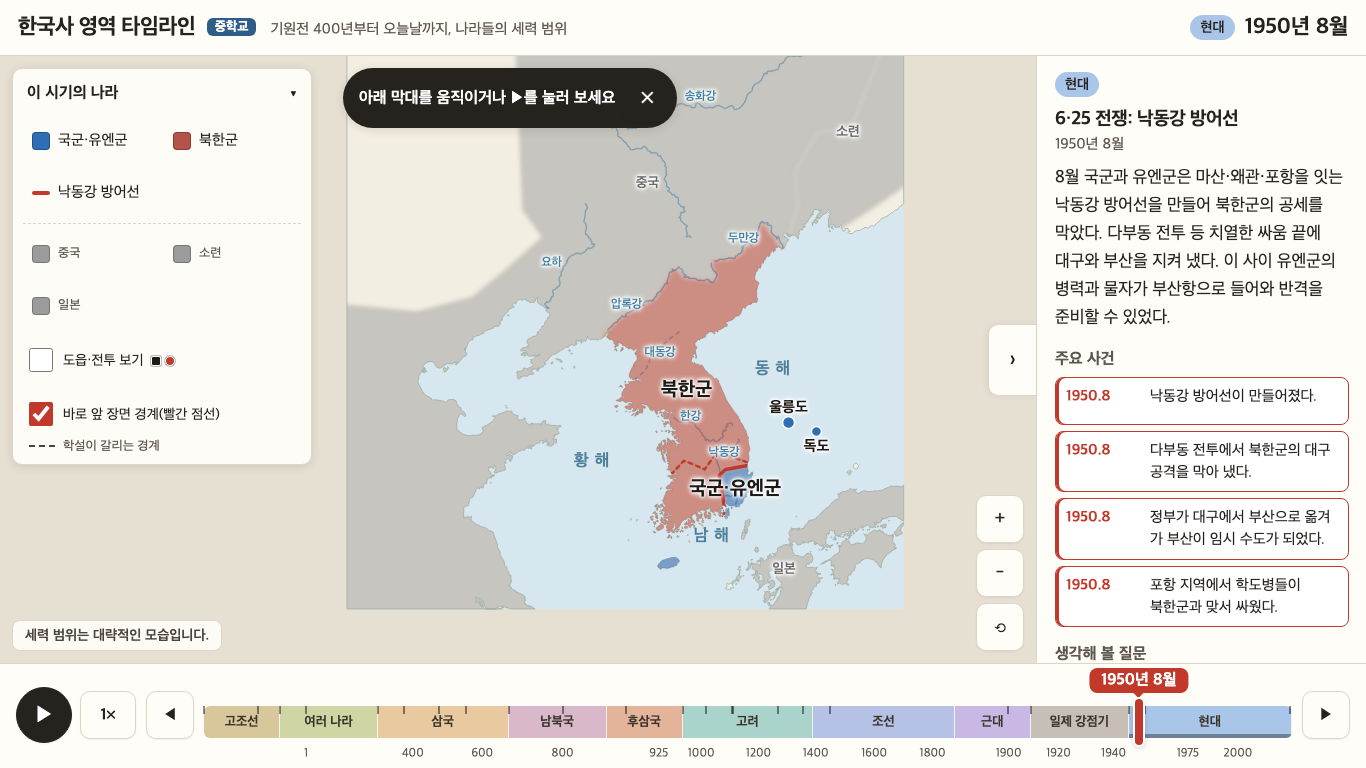 한국사 영역 타임라인
중학교
기원전 400년부터 오늘날까지, 나라들의 세력 범위
현대
1950년 8월
이 시기의 나라
▼
국군·유엔군
북한군
낙동강 방어선
중국
소련
일본
도읍·전투 보기
바로 앞 장면 경계(빨간 점선)
학설이 갈리는 경계
세력 범위는 대략적인 모습입니다.
아래 막대를 움직이거나 ▶를 눌러 보세요 ✕
송화강
소련
중국
두만강
요하
압록강
대동강
동 해
북한군
울릉도
한강
독도
낙동강
황 해
국군·유엔군
남 해
일본
›
+
−
⟲
현대
6·25 전쟁: 낙동강 방어선
1950년 8월
8월 국군과 유엔군은 마산·왜관·포항을 잇는
낙동강 방어선을 만들어 북한군의 공세를
막았다. 다부동 전투 등 치열한 싸움 끝에
대구와 부산을 지켜 냈다. 이 사이 유엔군의
병력과 물자가 부산항으로 들어와 반격을
준비할 수 있었다.
주요 사건
1950.8 낙동강 방어선이 만들어졌다.
1950.8 다부동 전투에서 북한군의 대구
공격을 막아 냈다.
1950.8 정부가 대구에서 부산으로 옮겨
가 부산이 임시 수도가 되었다.
1950.8 포항 지역에서 학도병들이
북한군과 맞서 싸웠다.
생각해 볼 질문
1950년 8월
1×
고조선 여러 나라 삼국 남북국 후삼국 고려 조선 근대 일제 강점기 현대
1 400 600 800 925 1000 1200 1400 1600 1800 1900 1920 1940 1975 2000